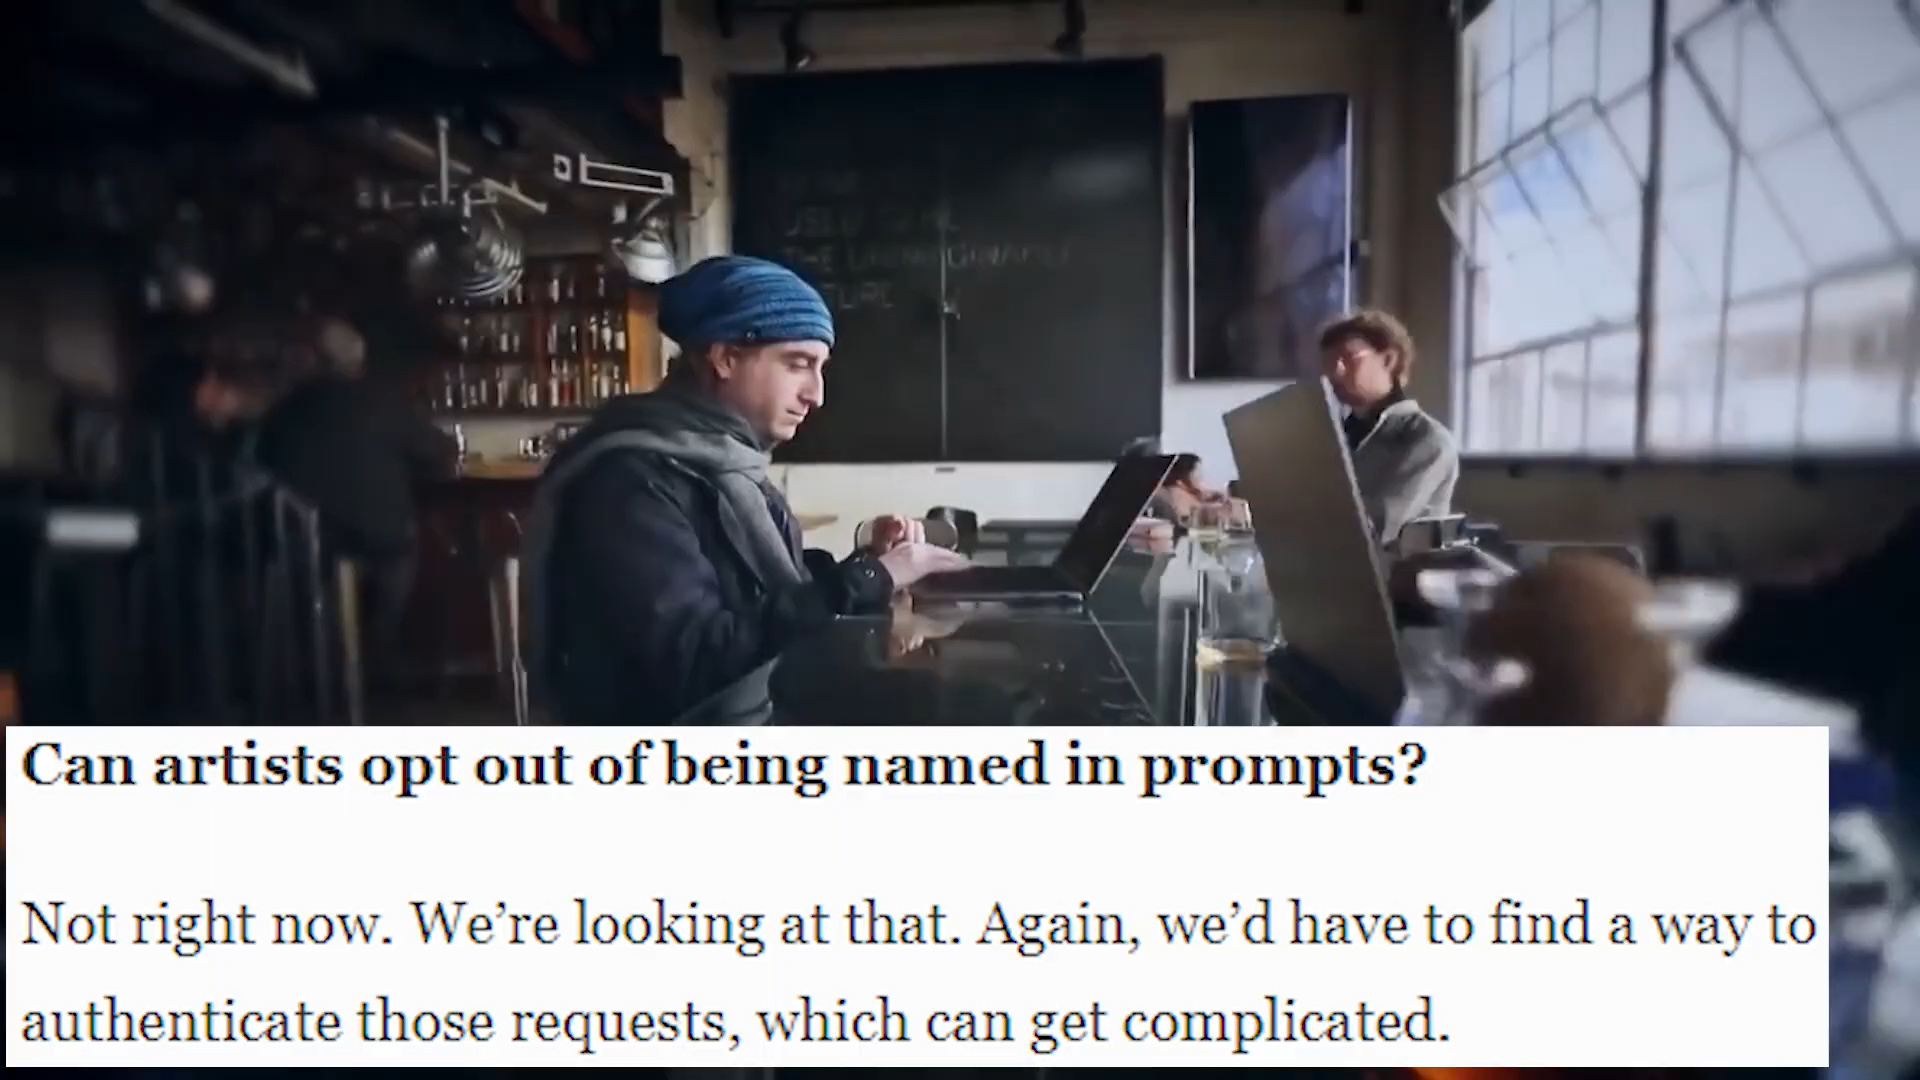 THE
Can artists opt out of being named in prompts?
Not right now. We’re looking at that. Again, we’d have to find a way to
authenticate those requests, which can get complicated.